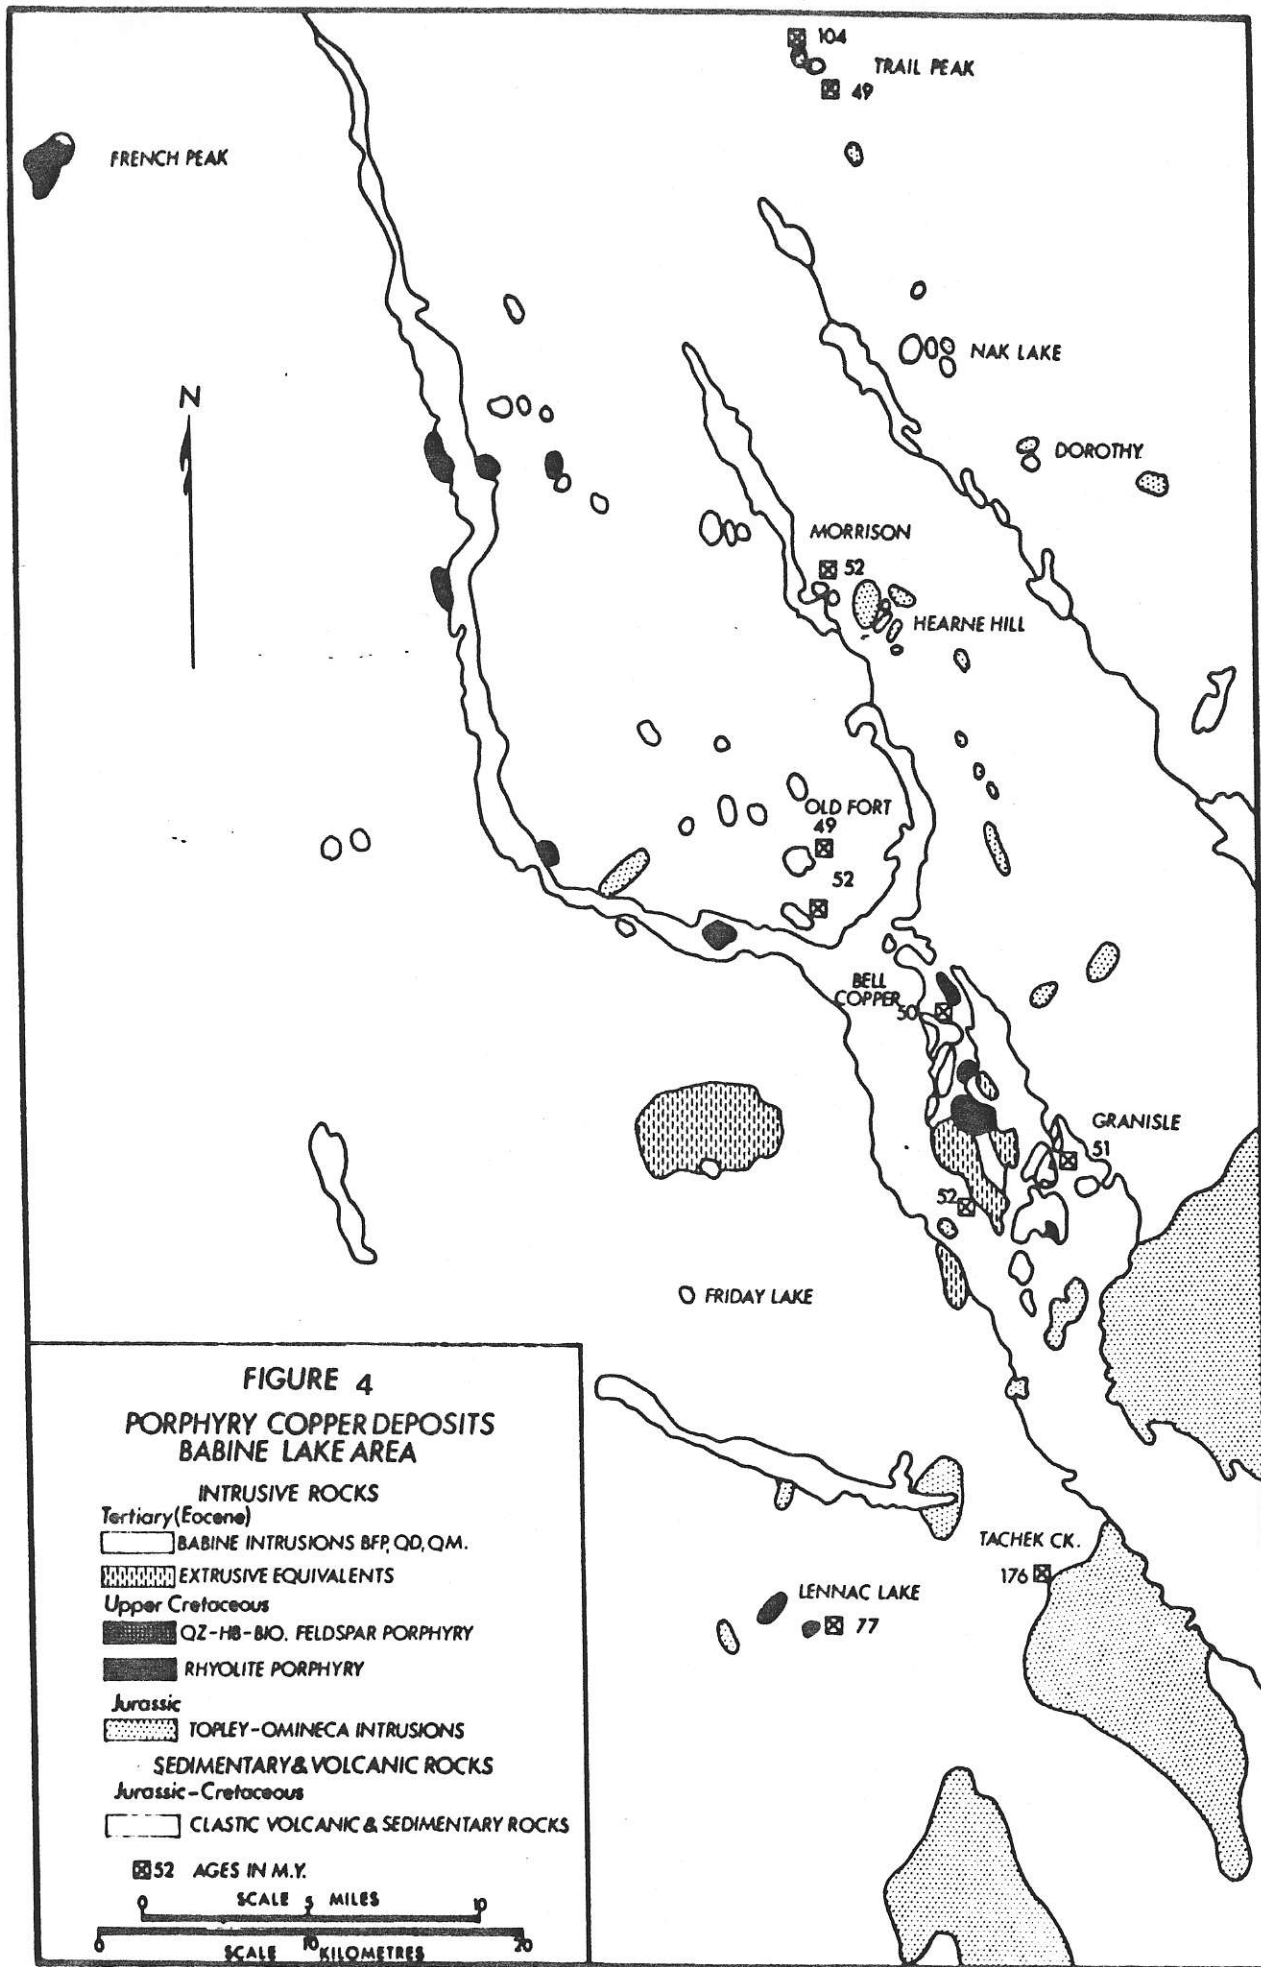 104
TRAIL PEAK
49
FRENCH PEAK
NAK LAKE
N
DOROTHY
MORRISON
52
HEARNE HILL
OLD FORT
49
52
BELL
COPPER
50
GRANISLE
51
52
FRIDAY LAKE
TACHEK CK.
176
LENNAC LAKE
77
FIGURE 4
PORPHYRY COPPER DEPOSITS
BABINE LAKE AREA
INTRUSIVE ROCKS
Tertiary (Eocene)
BABINE INTRUSIONS BFP, QD, QM.
EXTRUSIVE EQUIVALENTS
Upper Cretaceous
QZ-HB-BIO. FELDSPAR PORPHYRY
RHYOLITE PORPHYRY
Jurassic
TOPLEY-OMINECA INTRUSIONS
SEDIMENTARY & VOLCANIC ROCKS
Jurassic-Cretaceous
CLASTIC VOLCANIC & SEDIMENTARY ROCKS
52 AGES IN M.Y.
0 SCALE 5 MILES 10
0 SCALE 10 KILOMETRES 20